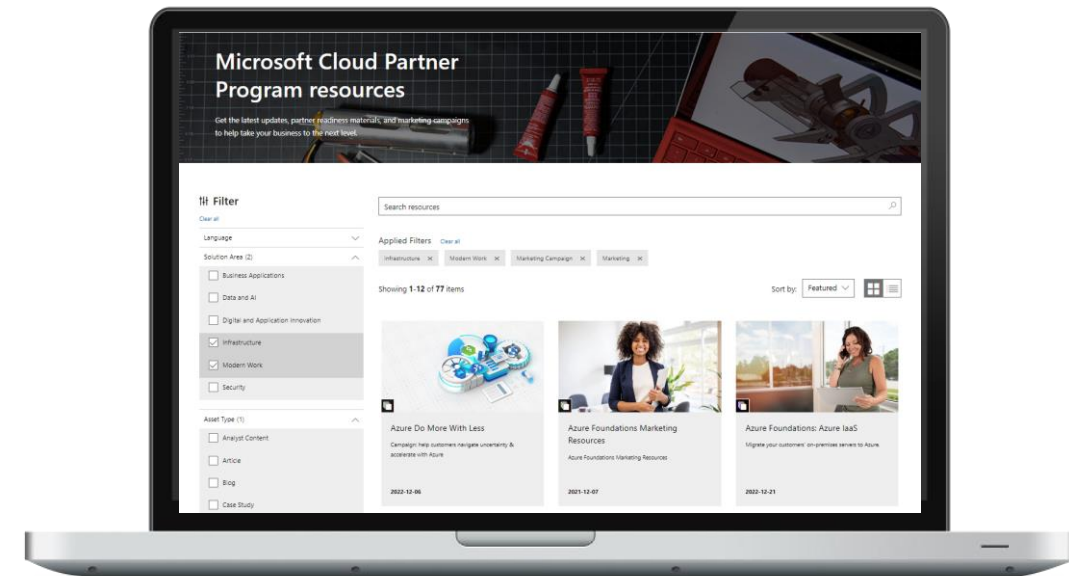 Microsoft Cloud Partner
Program resources
Get the latest updates, partner readiness materials, and marketing campaigns
to help take your business to the next level.
Filter
Clear all
Language
Solution Area (2)
Business Applications
Data and AI
Digital and Application Innovation
Infrastructure
Modern Work
Security
Asset Type (1)
Analyst Content
Article
Blog
Case Study
Search resources
Applied Filters Clear all
Infrastructure Modern Work Marketing Campaign Marketing
Showing 1-12 of 77 items
Sort by: Featured
Azure Do More With Less
Campaign help customers navigate uncertainty &
accelerate with Azure
2022-12-06
Azure Foundations Marketing
Resources
Azure Foundations Marketing Resources
2021-12-07
Azure Foundations: Azure IaaS
Migrate your customers' on-premises servers to Azure.
2022-12-21